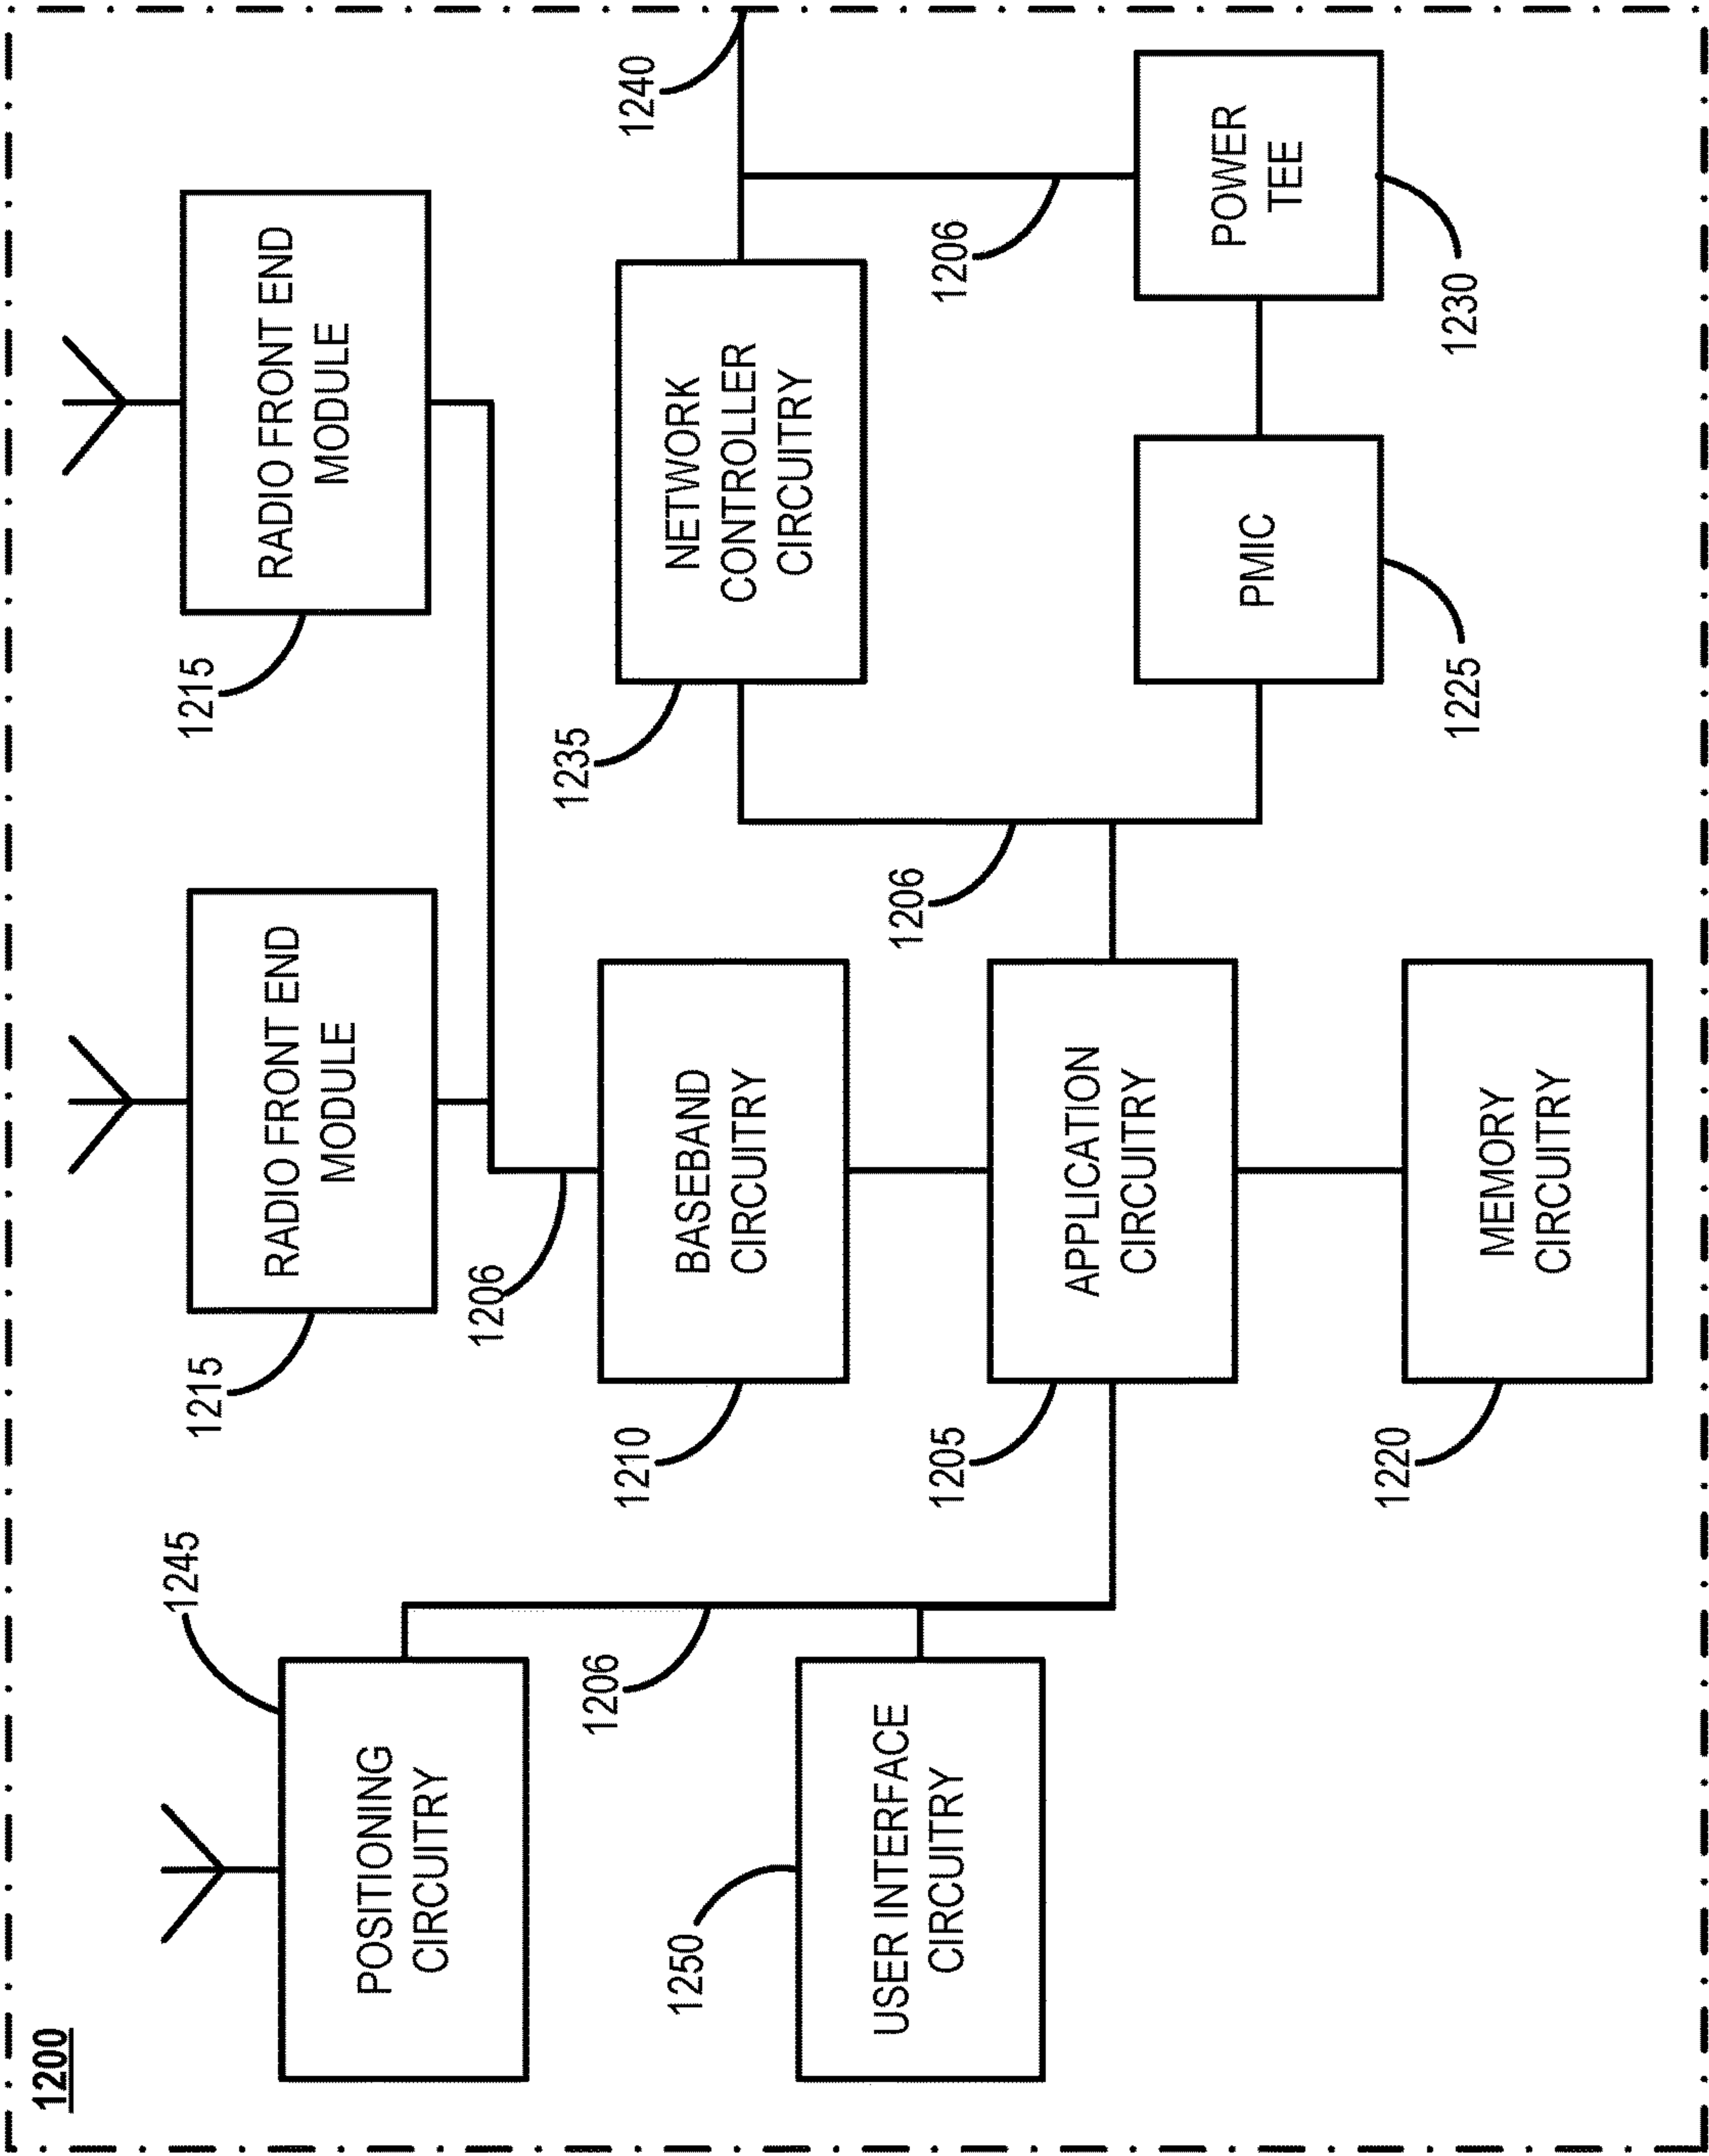 1200
POSITIONING
CIRCUITRY
1245
1206
USER INTERFACE
CIRCUITRY
1250
RADIO FRONT END
MODULE
1215
RADIO FRONT END
MODULE
1215
1206
BASEBAND
CIRCUITRY
1210
APPLICATION
CIRCUITRY
1205
MEMORY
CIRCUITRY
1220
NETWORK
CONTROLLER
CIRCUITRY
1235
1240
1206
1206
PMIC
1225
POWER
TEE
1230